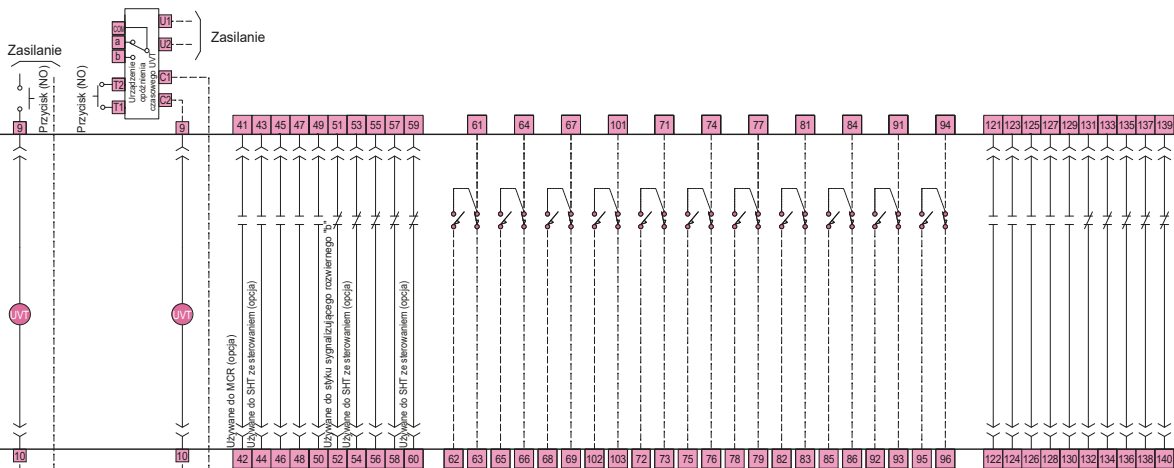 Zasilanie
Przycisk (NO)
Przycisk (NO)
COM
a
b
T2
T1
Urządzenie
opóźnienia
czasowego UVT
U1
U2
C1
C2
Zasilanie
9
9
41 43 45 47 49 51 53 55 57 59
61 64 67 101 71 74 77 81 84 91 94
121 123 125 127 129 131 133 135 137 139
UVT
UVT
Używane do MCR (opcja)
Używane do SHT ze sterowaniem (opcja)
Używane do styku sygnalizującego rozwiernego "b"
Używane do SHT ze sterowaniem (opcja)
Używane do SHT ze sterowaniem (opcja)
10
10
42 44 46 48 50 52 54 56 58 60
62 63 65 66 68 69 102 103 72 73 75 76 78 79 82 83 85 86 92 93 95 96
122 124 126 128 130 132 134 136 138 140